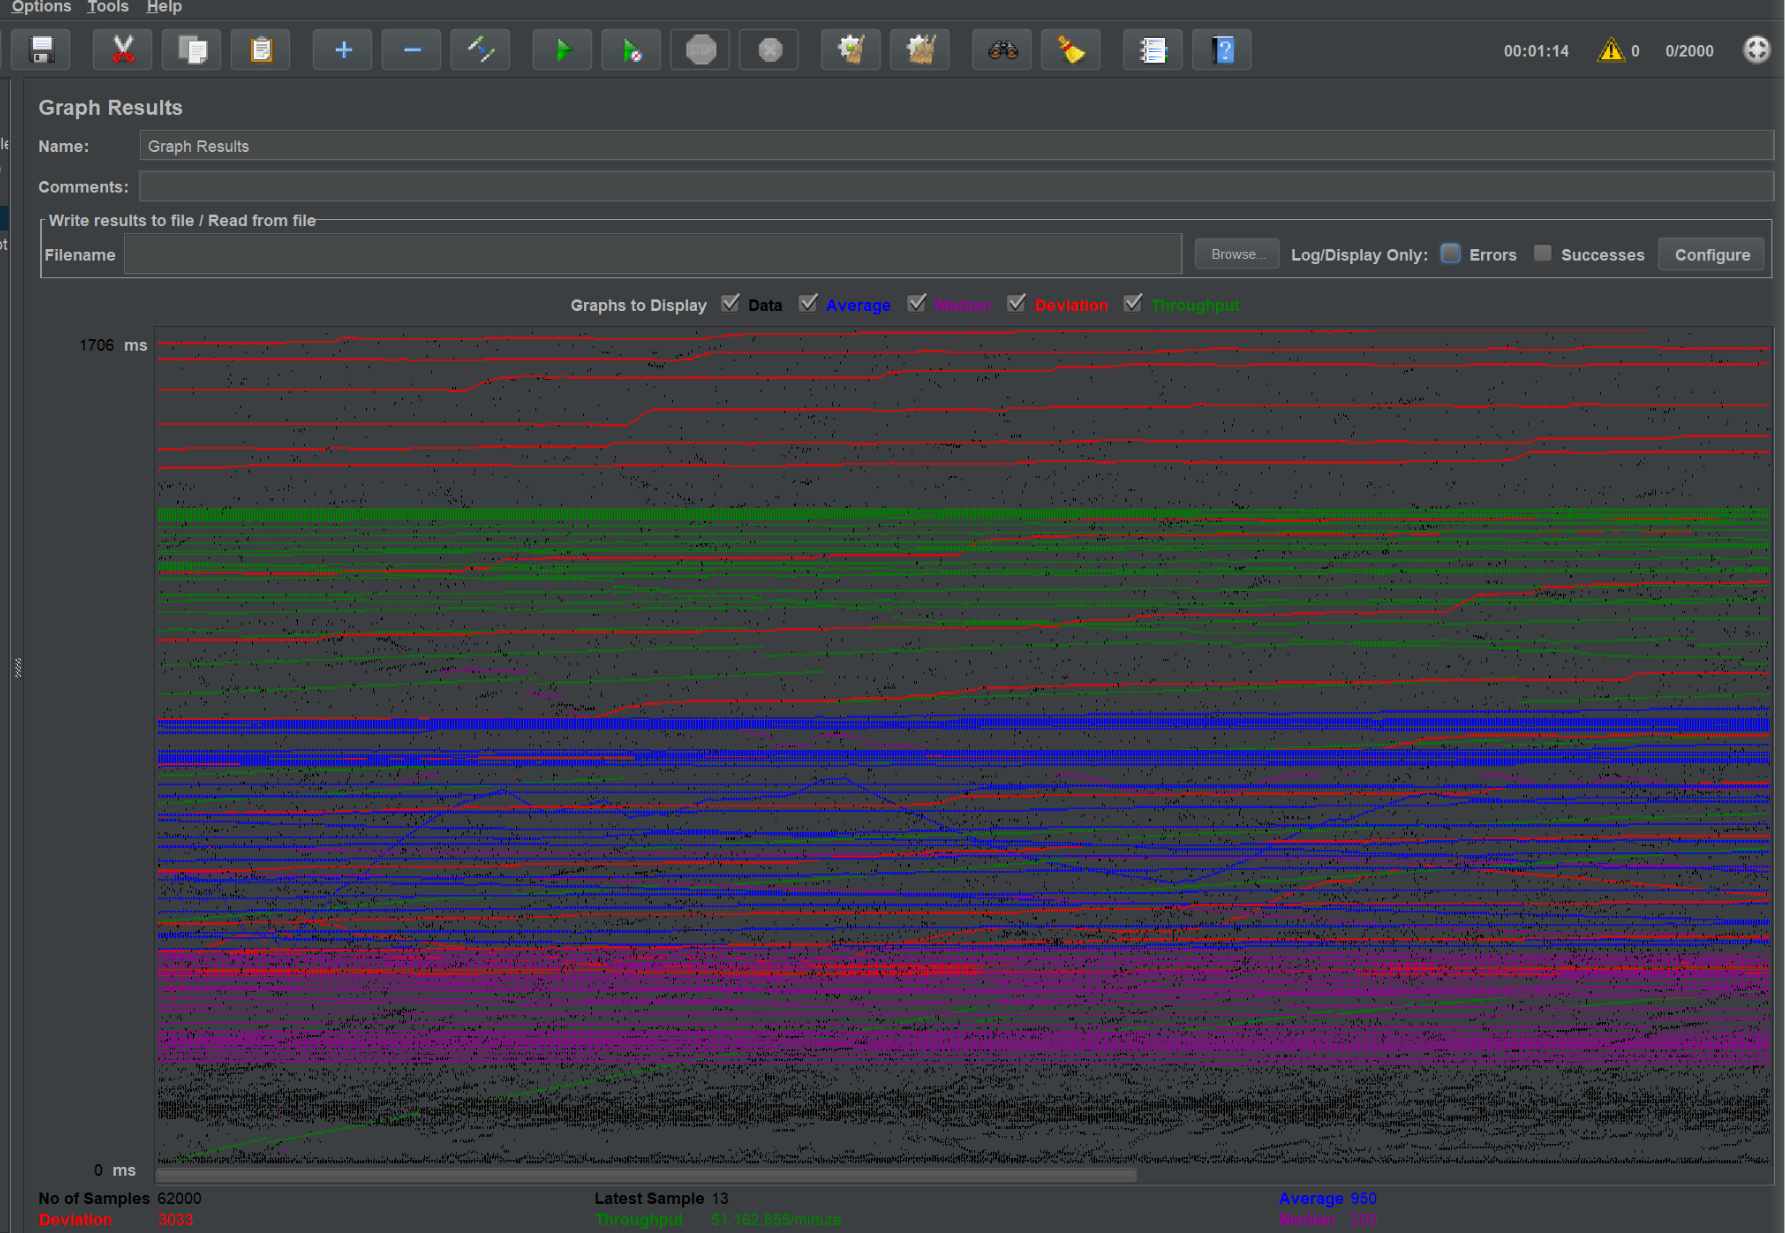 Options Tools Help
00:01:14 0 0/2000
Graph Results
Name: Graph Results
Comments:
Write results to file / Read from file
Filename Browse... Log/Display Only: Errors Successes Configure
Graphs to Display Data Average Median Deviation Throughput
1706 ms
0 ms
No of Samples 62000 Latest Sample 13 Average 950
Deviation 3033 Throughput 51,162.855/minute Median 200